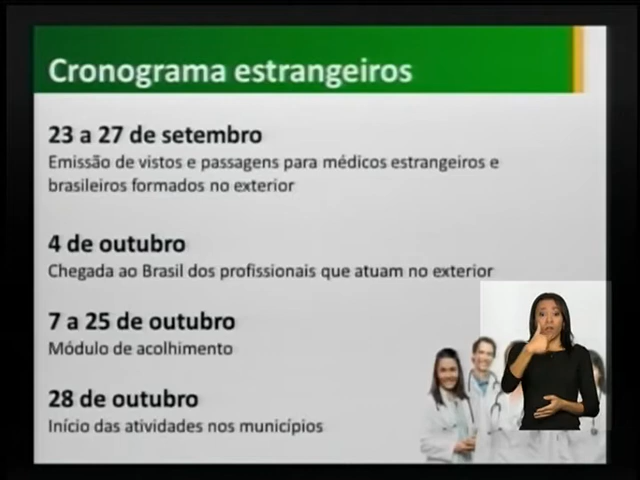 Cronograma estrangeiros
23 a 27 de setembro
Emissão de vistos e passagens para médicos estrangeiros e
brasileiros formados no exterior
4 de outubro
Chegada ao Brasil dos profissionais que atuam no exterior
7 a 25 de outubro
Módulo de acolhimento
28 de outubro
Início das atividades nos municípios